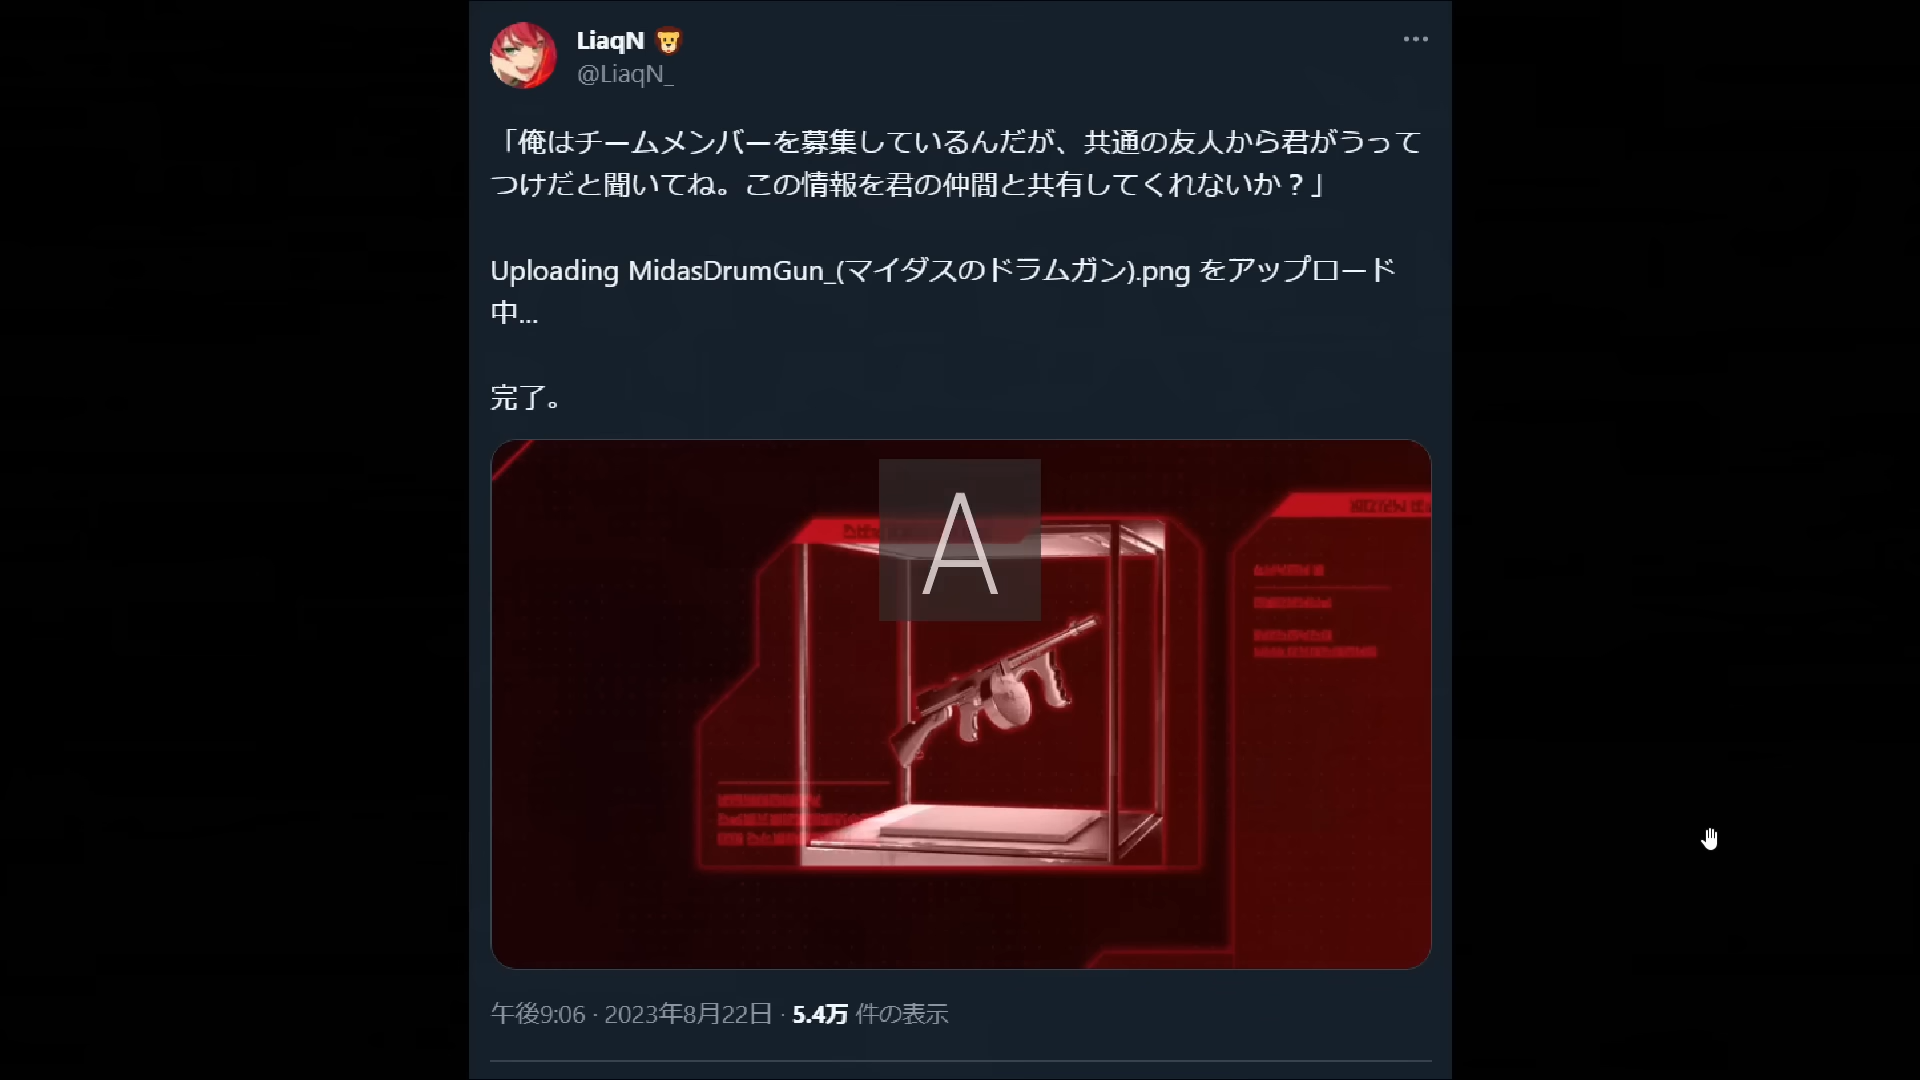 LiaqN 🦁
@LiaqN_
「俺はチームメンバーを募集しているんだが、共通の友人から君がうって
つけだと聞いてね。この情報を君の仲間と共有してくれないか？」
Uploading MidasDrumGun_(マイダスのドラムガン).png をアップロード
中...
完了。
A
午後9:06 · 2023年8月22日 · 5.4万 件の表示